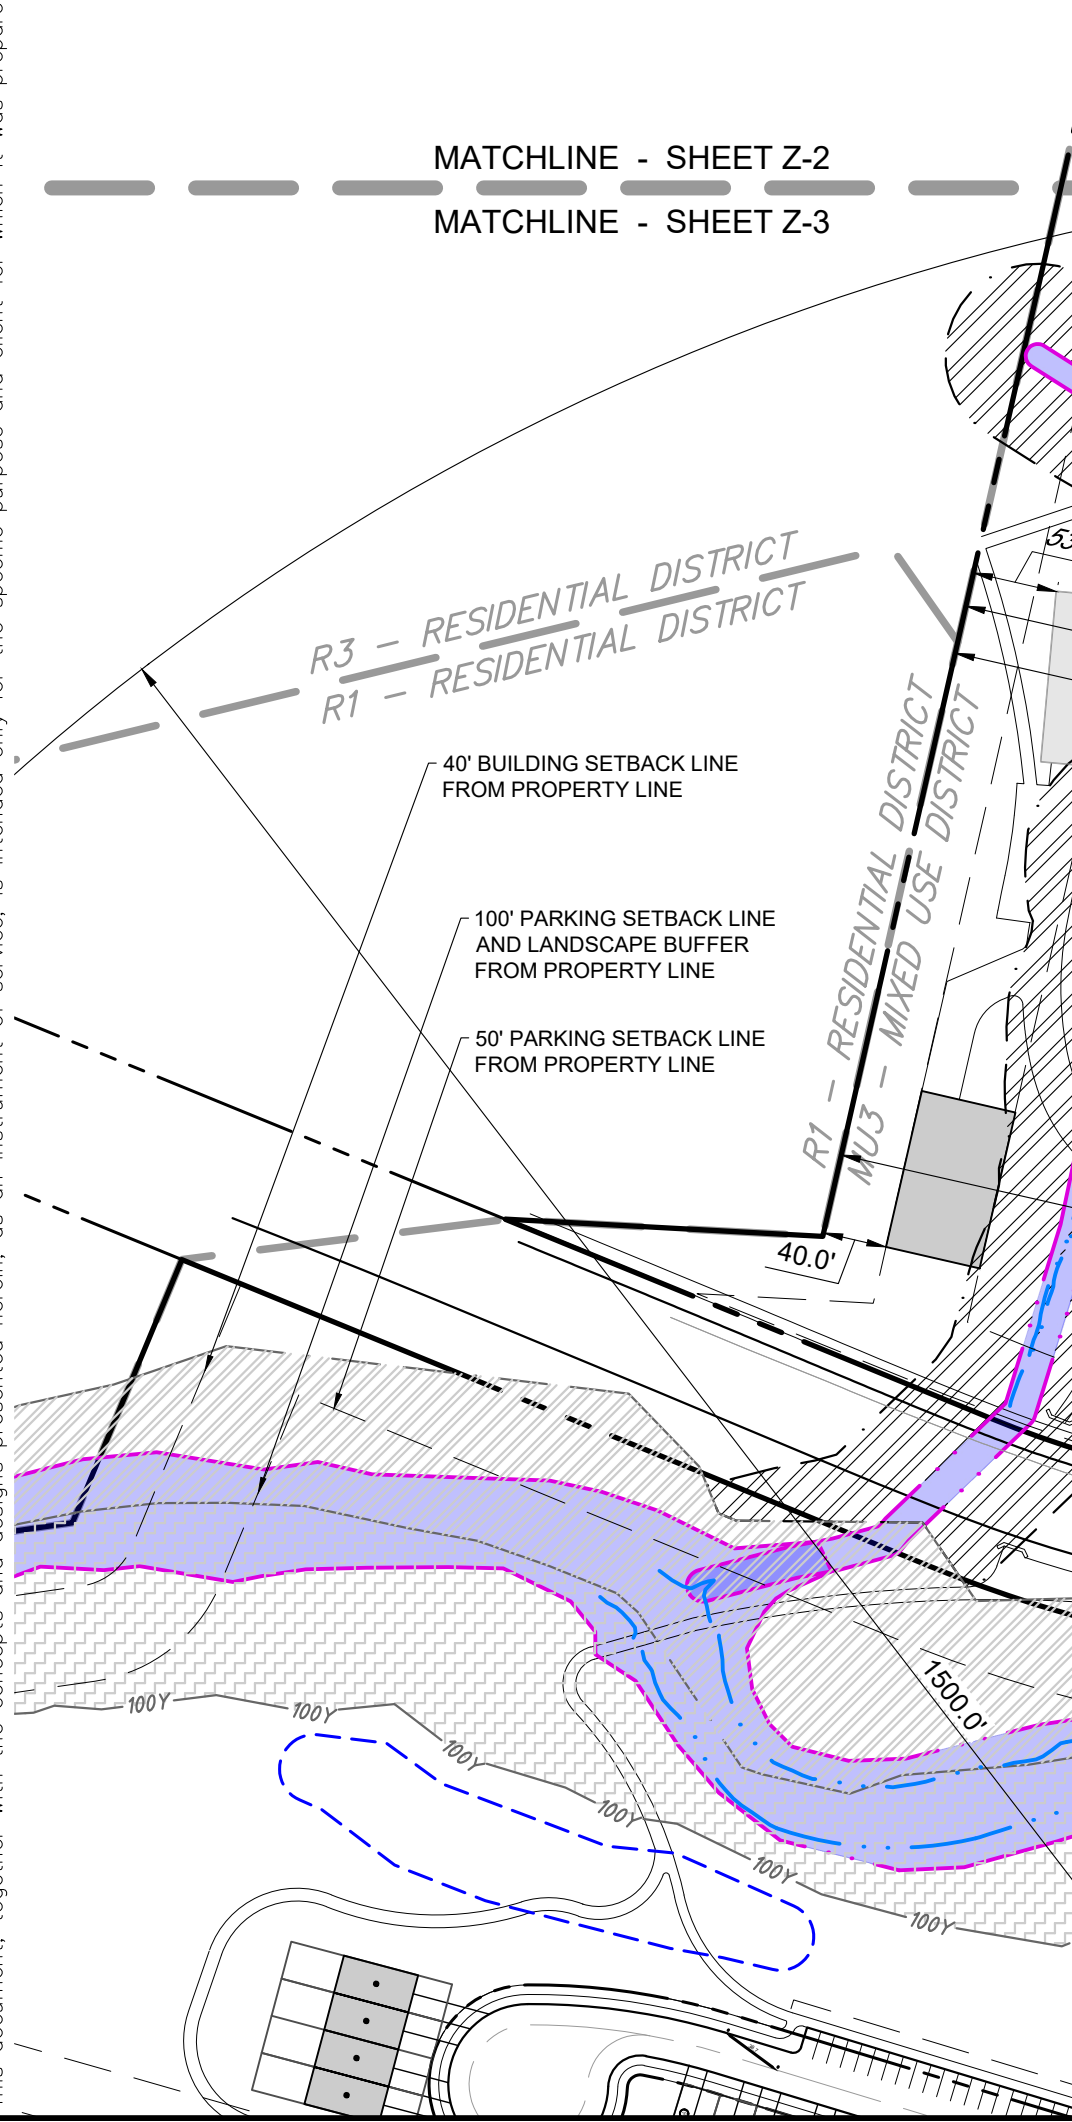 MATCHLINE - SHEET Z-2
MATCHLINE - SHEET Z-3
R3 - RESIDENTIAL DISTRICT
R1 - RESIDENTIAL DISTRICT
53
40' BUILDING SETBACK LINE
FROM PROPERTY LINE
R1 - RESIDENTIAL DISTRICT
MU3 - MIXED USE DISTRICT
100' PARKING SETBACK LINE
AND LANDSCAPE BUFFER
FROM PROPERTY LINE
50' PARKING SETBACK LINE
FROM PROPERTY LINE
40.0'
1500.0'
100Y
100Y
100Y
100Y
100Y
100Y